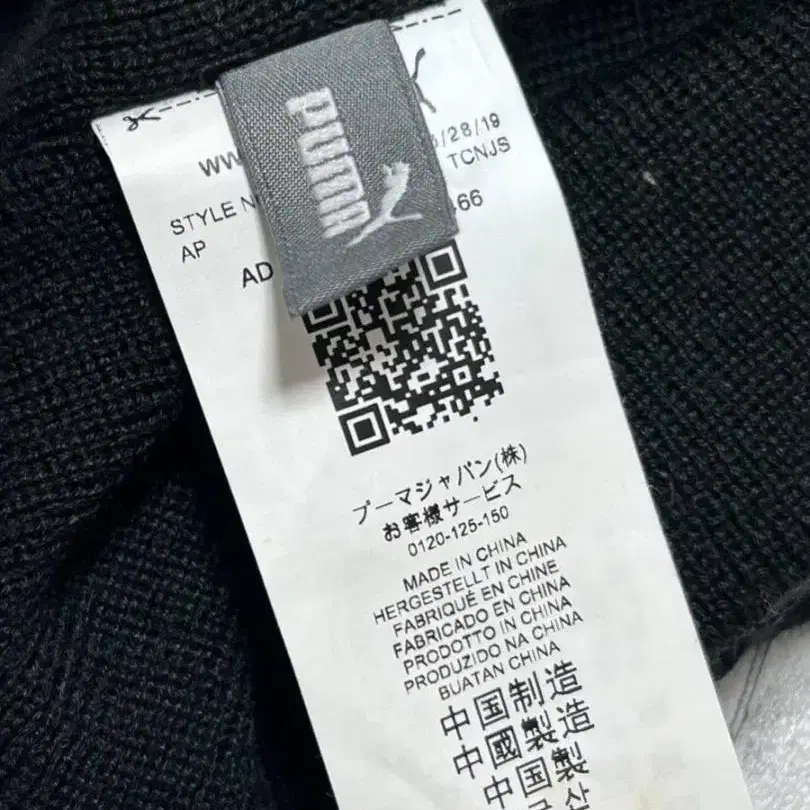 PUMA
WW
/28/19
TCNJS
STYLE N
66
AP
AD
プーマジャパン(株)
お客様サービス
0120-125-150
MADE IN CHINA
HERGESTELLT IN CHINA
FABRIQUÉ EN CHINE
FABRICADO EN CHINA
PRODOTTO IN CHINA
PRODUZIDO NA CHINA
BUATAN CHINA
中国制造
中國製造
中国製